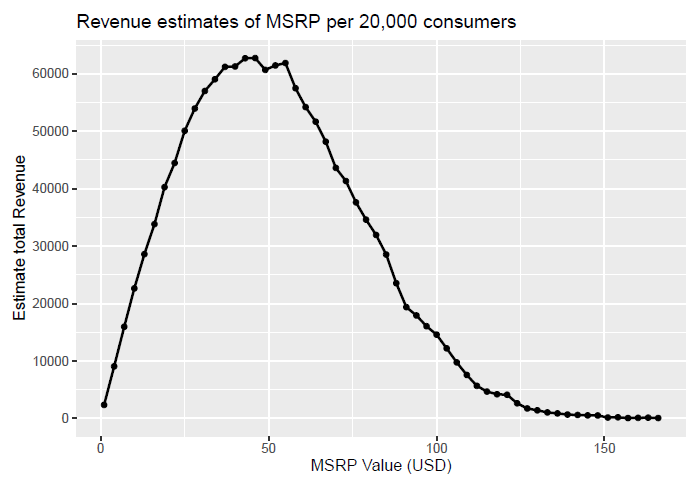 Revenue estimates of MSRP per 20,000 consumers
Estimate total Revenue
60000
50000
40000
30000
20000
10000
0
0 50 100 150
MSRP Value (USD)